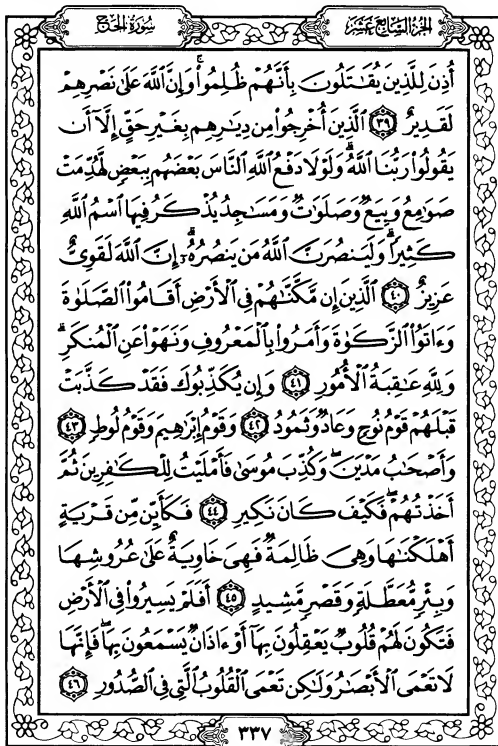 الجزء السابع عشر
سورة الحج
أُذِنَ لِلَّذِينَ يُقَٰتَلُونَ بِأَنَّهُمْ ظُلِمُوا۟ ۚ وَإِنَّ ٱللَّهَ عَلَىٰ نَصْرِهِمْ
لَقَدِيرٌ ٣٩ ٱلَّذِينَ أُخْرِجُوا۟ مِن دِيَٰرِهِم بِغَيْرِ حَقٍّ إِلَّآ أَن
يَقُولُوا۟ رَبُّنَا ٱللَّهُ ۗ وَلَوْلَا دَفْعُ ٱللَّهِ ٱلنَّاسَ بَعْضَهُم بِبَعْضٍ لَّهُدِّمَتْ
صَوَٰمِعُ وَبِيَعٌ وَصَلَوَٰتٌ وَمَسَٰجِدُ يُذْكَرُ فِيهَا ٱسْمُ ٱللَّهِ
كَثِيرًا ۗ وَلَيَنصُرَنَّ ٱللَّهُ مَن يَنصُرُهُۥٓ ۗ إِنَّ ٱللَّهَ لَقَوِىٌّ
عَزِيزٌ ٤٠ ٱلَّذِينَ إِن مَّكَّنَّٰهُمْ فِى ٱلْأَرْضِ أَقَامُوا۟ ٱلصَّلَوٰةَ
وَءَاتَوُا۟ ٱلزَّكَوٰةَ وَأَمَرُوا۟ بِٱلْمَعْرُوفِ وَنَهَوْا۟ عَنِ ٱلْمُنكَرِ ۗ
وَلِلَّهِ عَٰقِبَةُ ٱلْأُمُورِ ٤١ وَإِن يُكَذِّبُوكَ فَقَدْ كَذَّبَتْ
قَبْلَهُمْ قَوْمُ نُوحٍ وَعَادٌ وَثَمُودُ ٤٢ وَقَوْمُ إِبْرَٰهِيمَ وَقَوْمُ لُوطٍ ٤٣
وَأَصْحَٰبُ مَدْيَنَ ۖ وَكُذِّبَ مُوسَىٰ فَأَمْلَيْتُ لِلْكَٰفِرِينَ ثُمَّ
أَخَذْتُهُمْ ۖ فَكَيْفَ كَانَ نَكِيرِ ٤٤ فَكَأَيِّن مِّن قَرْيَةٍ
أَهْلَكْنَٰهَا وَهِىَ ظَالِمَةٌ فَهِىَ خَاوِيَةٌ عَلَىٰ عُرُوشِهَا
وَبِئْرٍ مُّعَطَّلَةٍ وَقَصْرٍ مَّشِيدٍ ٤٥ أَفَلَمْ يَسِيرُوا۟ فِى ٱلْأَرْضِ
فَتَكُونَ لَهُمْ قُلُوبٌ يَعْقِلُونَ بِهَآ أَوْ ءَاذَانٌ يَسْمَعُونَ بِهَا ۖ فَإِنَّهَا
لَا تَعْمَى ٱلْأَبْصَٰرُ وَلَٰكِن تَعْمَى ٱلْقُلُوبُ ٱلَّتِى فِى ٱلصُّدُورِ ٤٦
٣٣٧